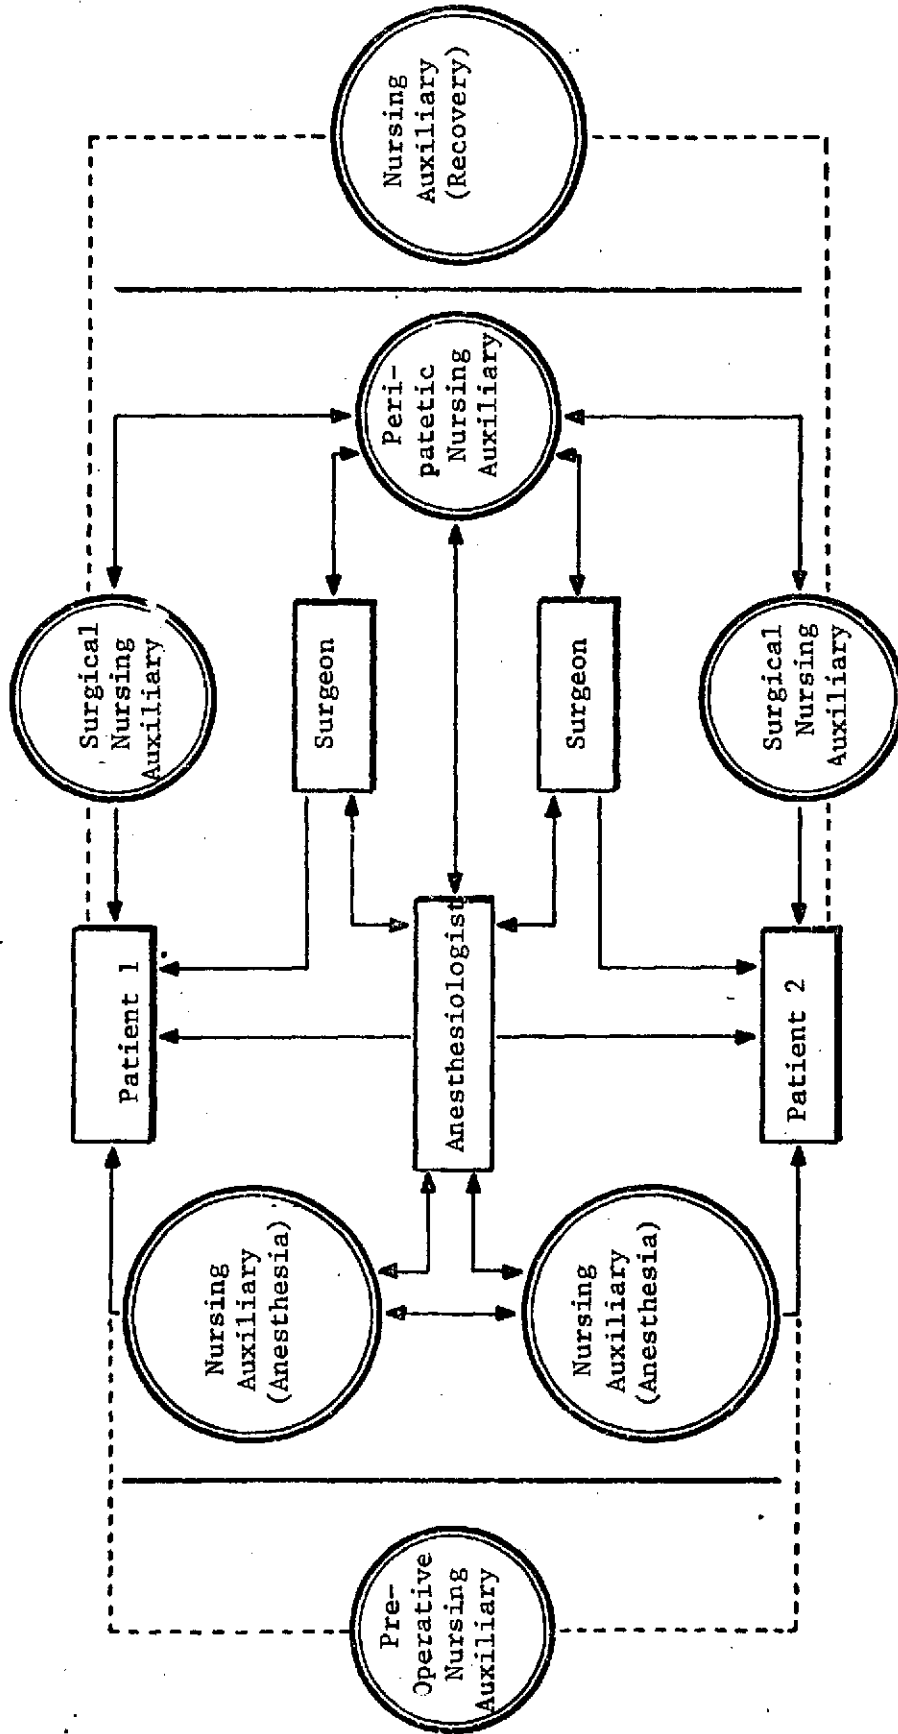 Pre-
Operative
Nursing
Auxiliary
Nursing
Auxiliary
(Anesthesia)
Nursing
Auxiliary
(Anesthesia)
Patient 1
Anesthesiologist
Patient 2
Surgical
Nursing
Auxiliary
Surgeon
Surgeon
Surgical
Nursing
Auxiliary
Peri-
patetic
Nursing
Auxiliary
Nursing
Auxiliary
(Recovery)